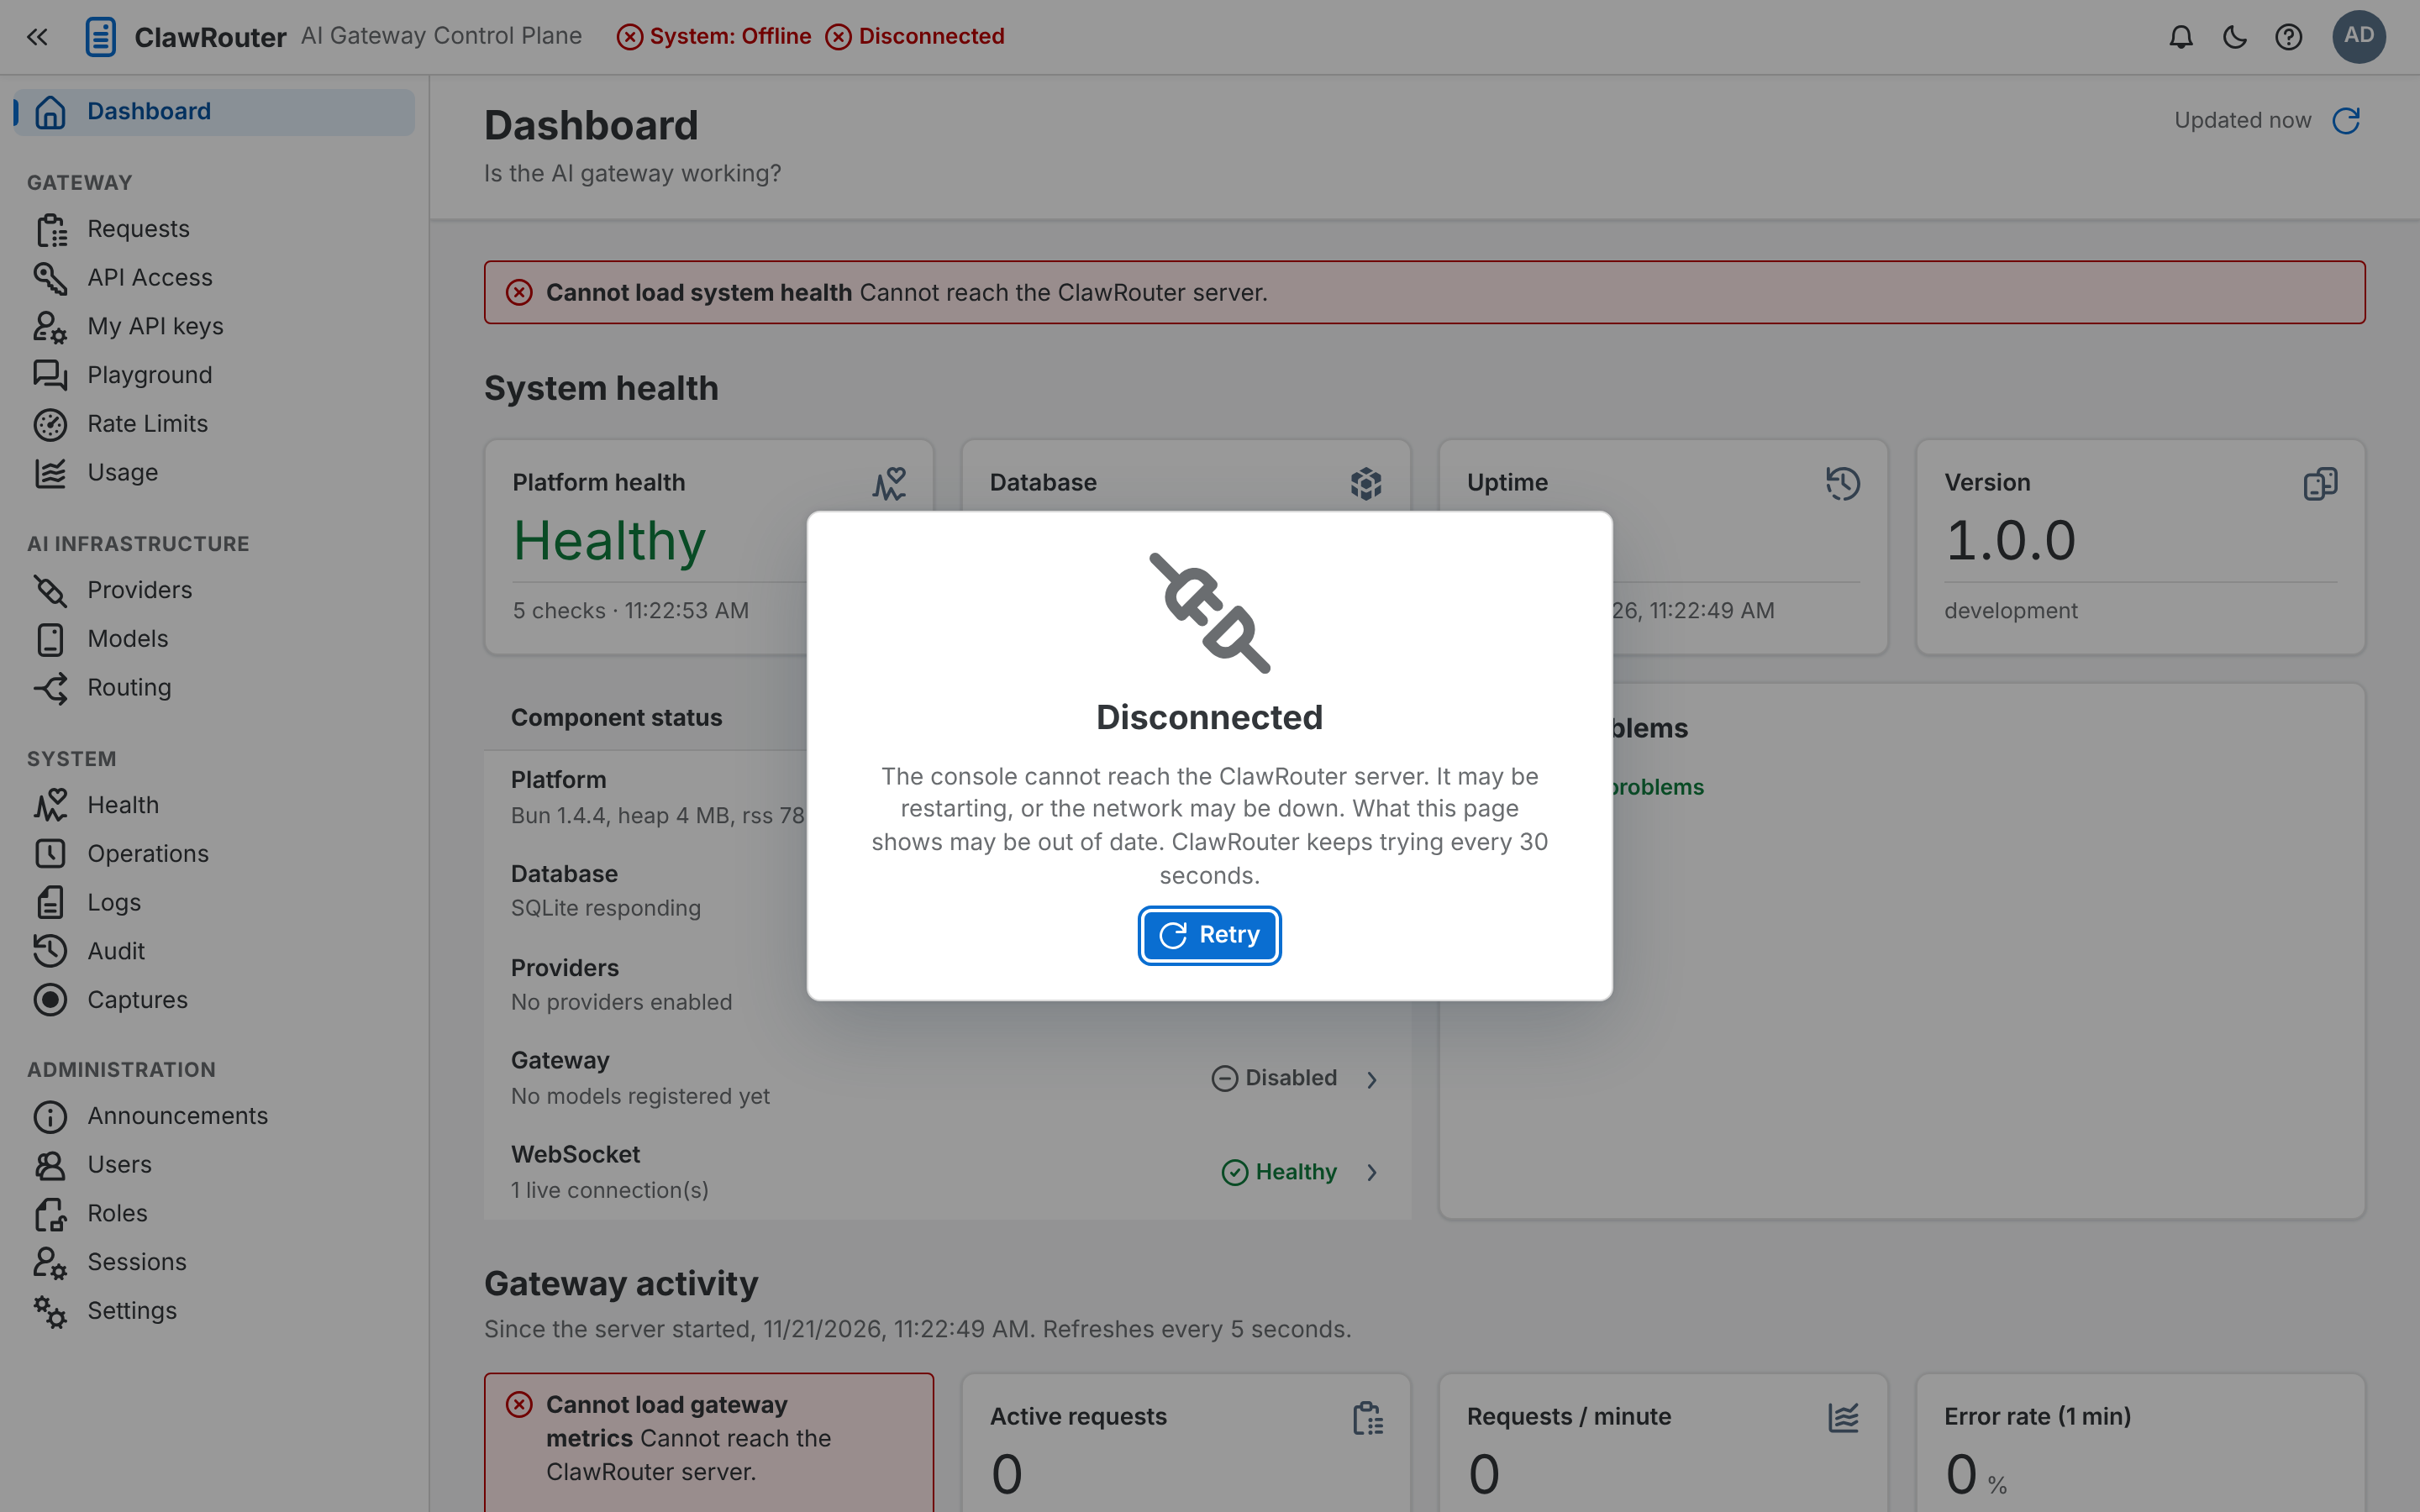 ClawRouter AI Gateway Control Plane System: Offline Disconnected AD
Dashboard
GATEWAY
Requests
API Access
My API keys
Playground
Rate Limits
Usage
AI INFRASTRUCTURE
Providers
Models
Routing
SYSTEM
Health
Operations
Logs
Audit
Captures
ADMINISTRATION
Announcements
Users
Roles
Sessions
Settings
Dashboard
Updated now
Is the AI gateway working?
Cannot load system health Cannot reach the ClawRouter server.
System health
Platform health
Healthy
5 checks · 11:22:53 AM
Database
Uptime
26, 11:22:49 AM
Version
1.0.0
development
Component status
Platform
Bun 1.4.4, heap 4 MB, rss 78
Database
SQLite responding
Providers
No providers enabled
Gateway
No models registered yet
Disabled
WebSocket
1 live connection(s)
Healthy
Disconnected
The console cannot reach the ClawRouter server. It may be
restarting, or the network may be down. What this page
shows may be out of date. ClawRouter keeps trying every 30
seconds.
Retry
Gateway activity
Since the server started, 11/21/2026, 11:22:49 AM. Refreshes every 5 seconds.
Cannot load gateway
metrics Cannot reach the
ClawRouter server.
Active requests
0
Requests / minute
0
Error rate (1 min)
0 %